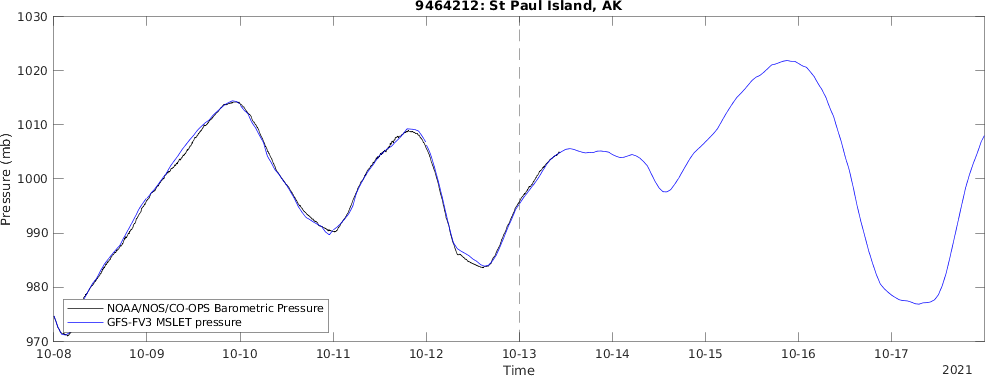 9464212: St Paul Island, AK
Pressure (mb)
1030
1020
1010
1000
990
980
970
NOAA/NOS/CO-OPS Barometric Pressure
GFS-FV3 MSLET pressure
10-08 10-09 10-10 10-11 10-12 10-13 10-14 10-15 10-16 10-17
Time
2021